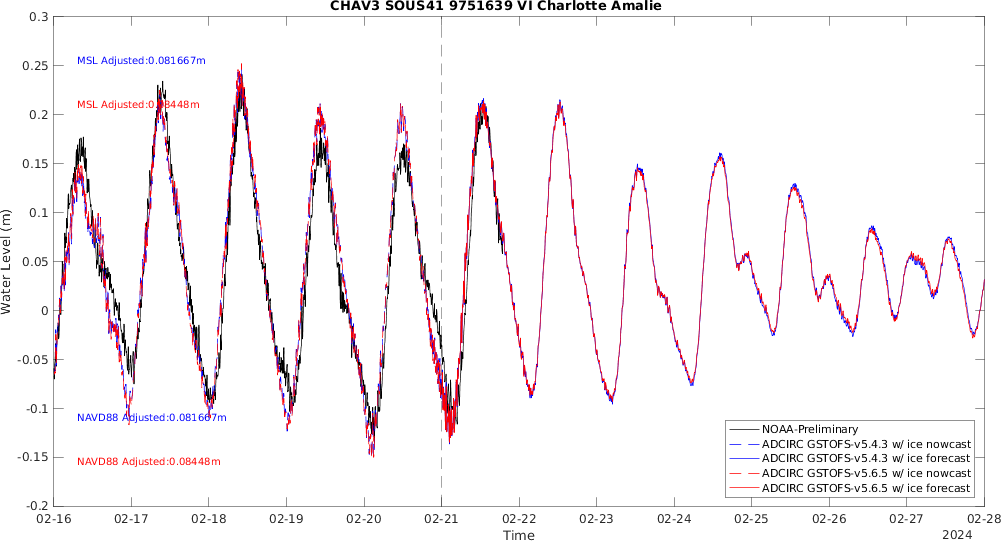 CHAV3 SOUS41 9751639 VI Charlotte Amalie
0.3
0.25
0.2
0.15
0.1
0.05
0
-0.05
-0.1
-0.15
-0.2
Water Level (m)
MSL Adjusted:0.081667m
MSL Adjusted:0.08448m
NAVD88 Adjusted:0.081667m
NAVD88 Adjusted:0.08448m
NOAA-Preliminary
ADCIRC GSTOFS-v5.4.3 w/ ice nowcast
ADCIRC GSTOFS-v5.4.3 w/ ice forecast
ADCIRC GSTOFS-v5.6.5 w/ ice nowcast
ADCIRC GSTOFS-v5.6.5 w/ ice forecast
02-16 02-17 02-18 02-19 02-20 02-21 02-22 02-23 02-24 02-25 02-26 02-27 02-28
Time
2024